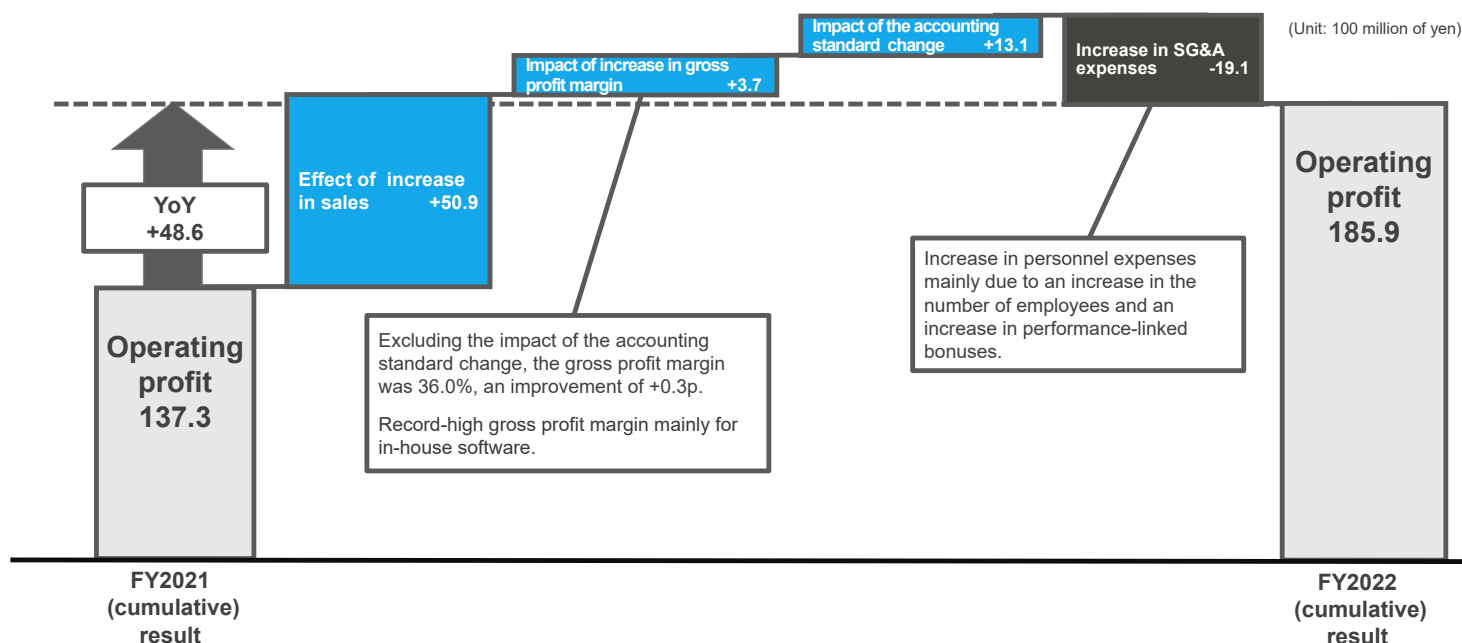 (Unit: 100 million of yen)
Impact of the accounting
standard change +13.1
Increase in SG&A
expenses -19.1
Impact of increase in gross
profit margin +3.7
Effect of increase
in sales +50.9
YoY
+48.6
Operating
profit
137.3
Operating
profit
185.9
Excluding the impact of the accounting
standard change, the gross profit margin
was 36.0%, an improvement of +0.3p.
Record-high gross profit margin mainly for
in-house software.
Increase in personnel expenses
mainly due to an increase in the
number of employees and an
increase in performance-linked
bonuses.
FY2021
(cumulative)
result
FY2022
(cumulative)
result